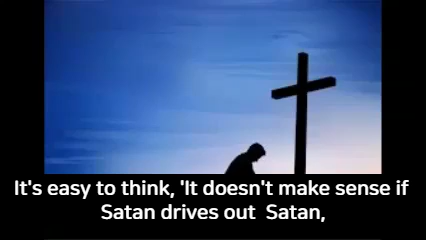 It's easy to think, 'It doesn't make sense if
Satan drives out  Satan,